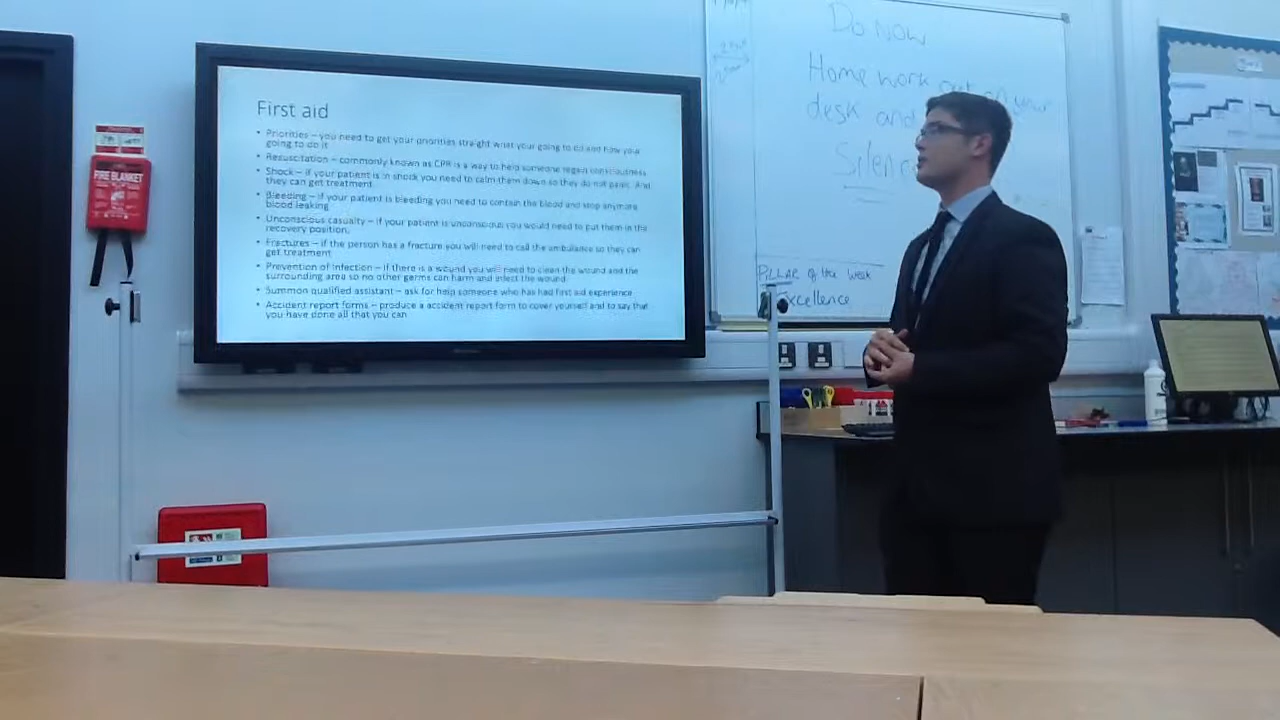 First aid
• Priorities – you need to get your priorities straight what your going to do and how your
going to do it
• Resuscitation – commonly known as CPR is a way to help someone regain consciousness
• Shock – if your patient is in shock you need to calm them down so they do not panic. And
they can get treatment.
• Bleeding – if your patient is bleeding you need to contain the blood and stop anymore
blood leaking
• Unconscious casualty – if your patient is unconscious you would need to put them in the
recovery position.
• Fractures – if the person has a fracture you will need to call the ambulance so they can
get treatment
• Prevention of Infection – if there is a wound you will need to clean the wound and the
surrounding area so no other germs can harm and infect the wound.
• Summon qualified assistant – ask for help someone who has had first aid experience
• Accident report forms – produce a accident report form to cover yourself and to say that
you have done all that you can
FIRE BLANKET
Do Now
Home work out on your
desk and
Silen
PILLAR of the week
Excellence